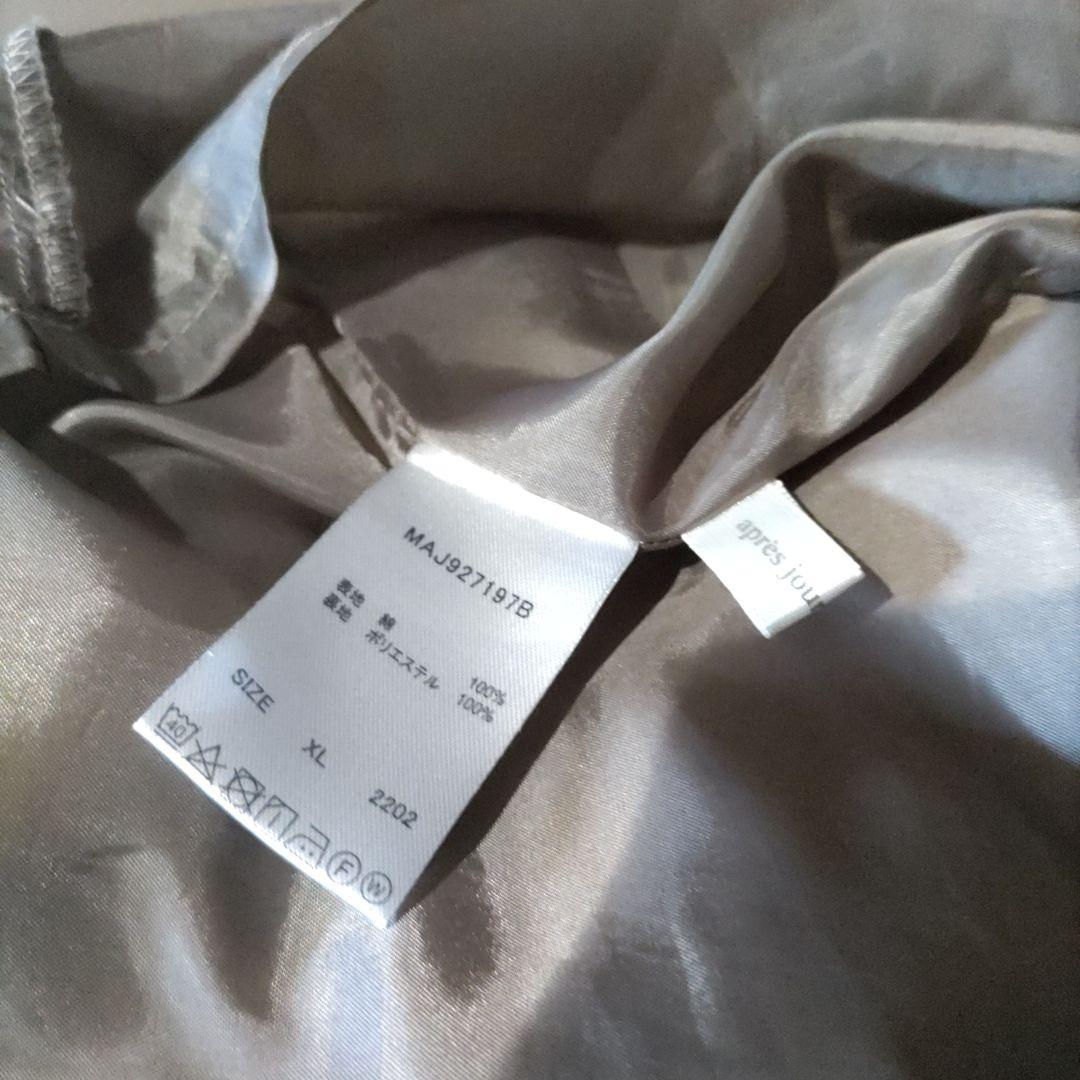 MAJ927197B
表地 綿 100%
裏地 ポリエステル 100%
SIZE XL
2202
40
F W
après jour